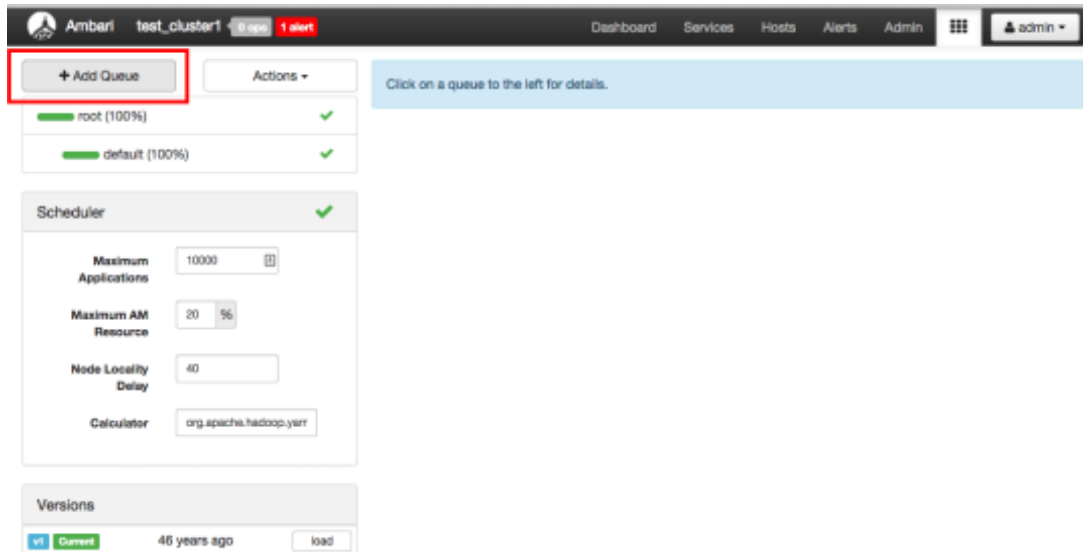 Ambari test_cluster1 0 ops 1 alert Dashboard Services Hosts Alerts Admin admin
+ Add Queue Actions
Click on a queue to the left for details.
root (100%)
default (100%)
Scheduler
Maximum Applications 10000
Maximum AM Resource 20 %
Node Locality Delay 40
Calculator org.apache.hadoop.yarr
Versions
v1 Current 46 years ago load